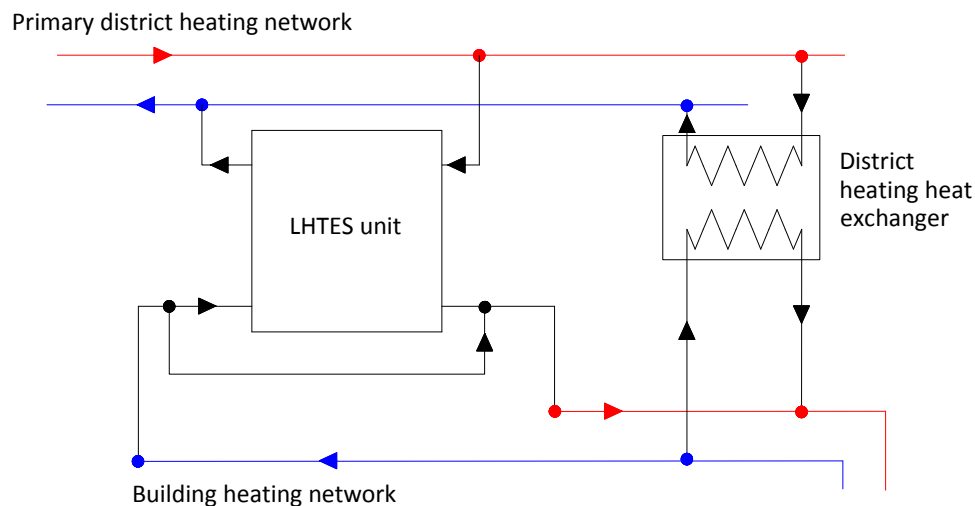 Primary district heating network
LHTES unit
District
heating heat
exchanger
Building heating network